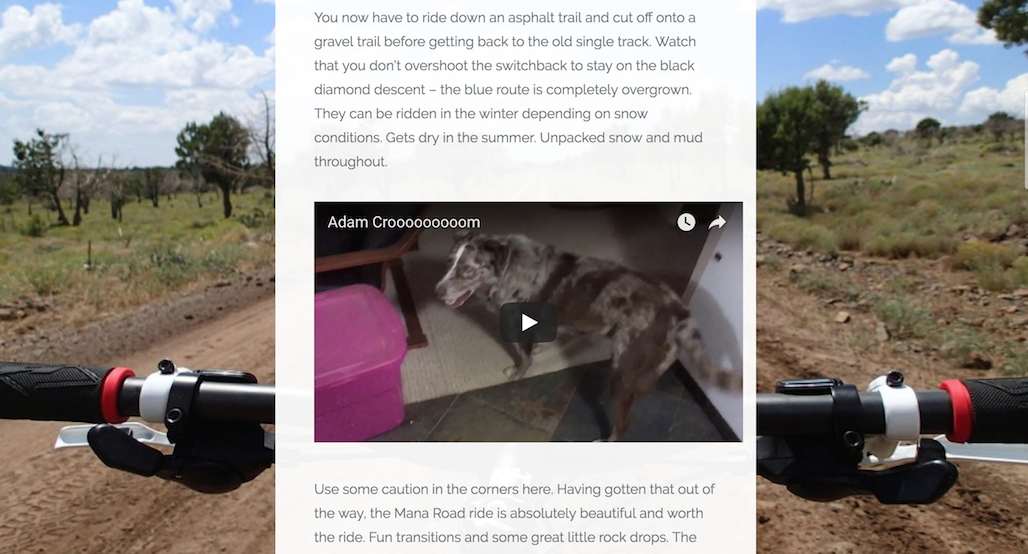 You now have to ride down an asphalt trail and cut off onto a
gravel trail before getting back to the old single track. Watch
that you don't overshoot the switchback to stay on the black
diamond descent – the blue route is completely overgrown.
They can be ridden in the winter depending on snow
conditions. Gets dry in the summer. Unpacked snow and mud
throughout.
Adam Crooooooooom
Use some caution in the corners here. Having gotten that out of
the way, the Mana Road ride is absolutely beautiful and worth
the ride. Fun transitions and some great little rock drops. The